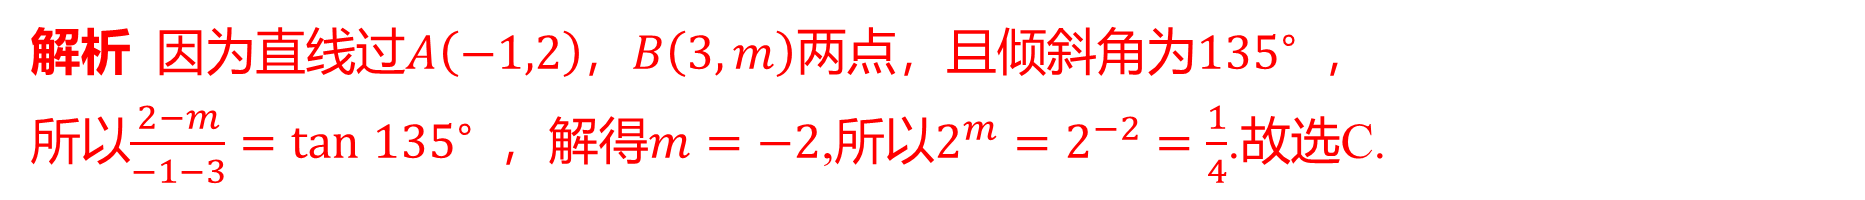 解析 因为直线过A(−1,2)，B(3,m)两点，且倾斜角为135°，
所以\frac{2−m}{−1−3} = tan 135°，解得m = −2,所以2^m = 2^{−2} = \frac{1}{4}.故选C.